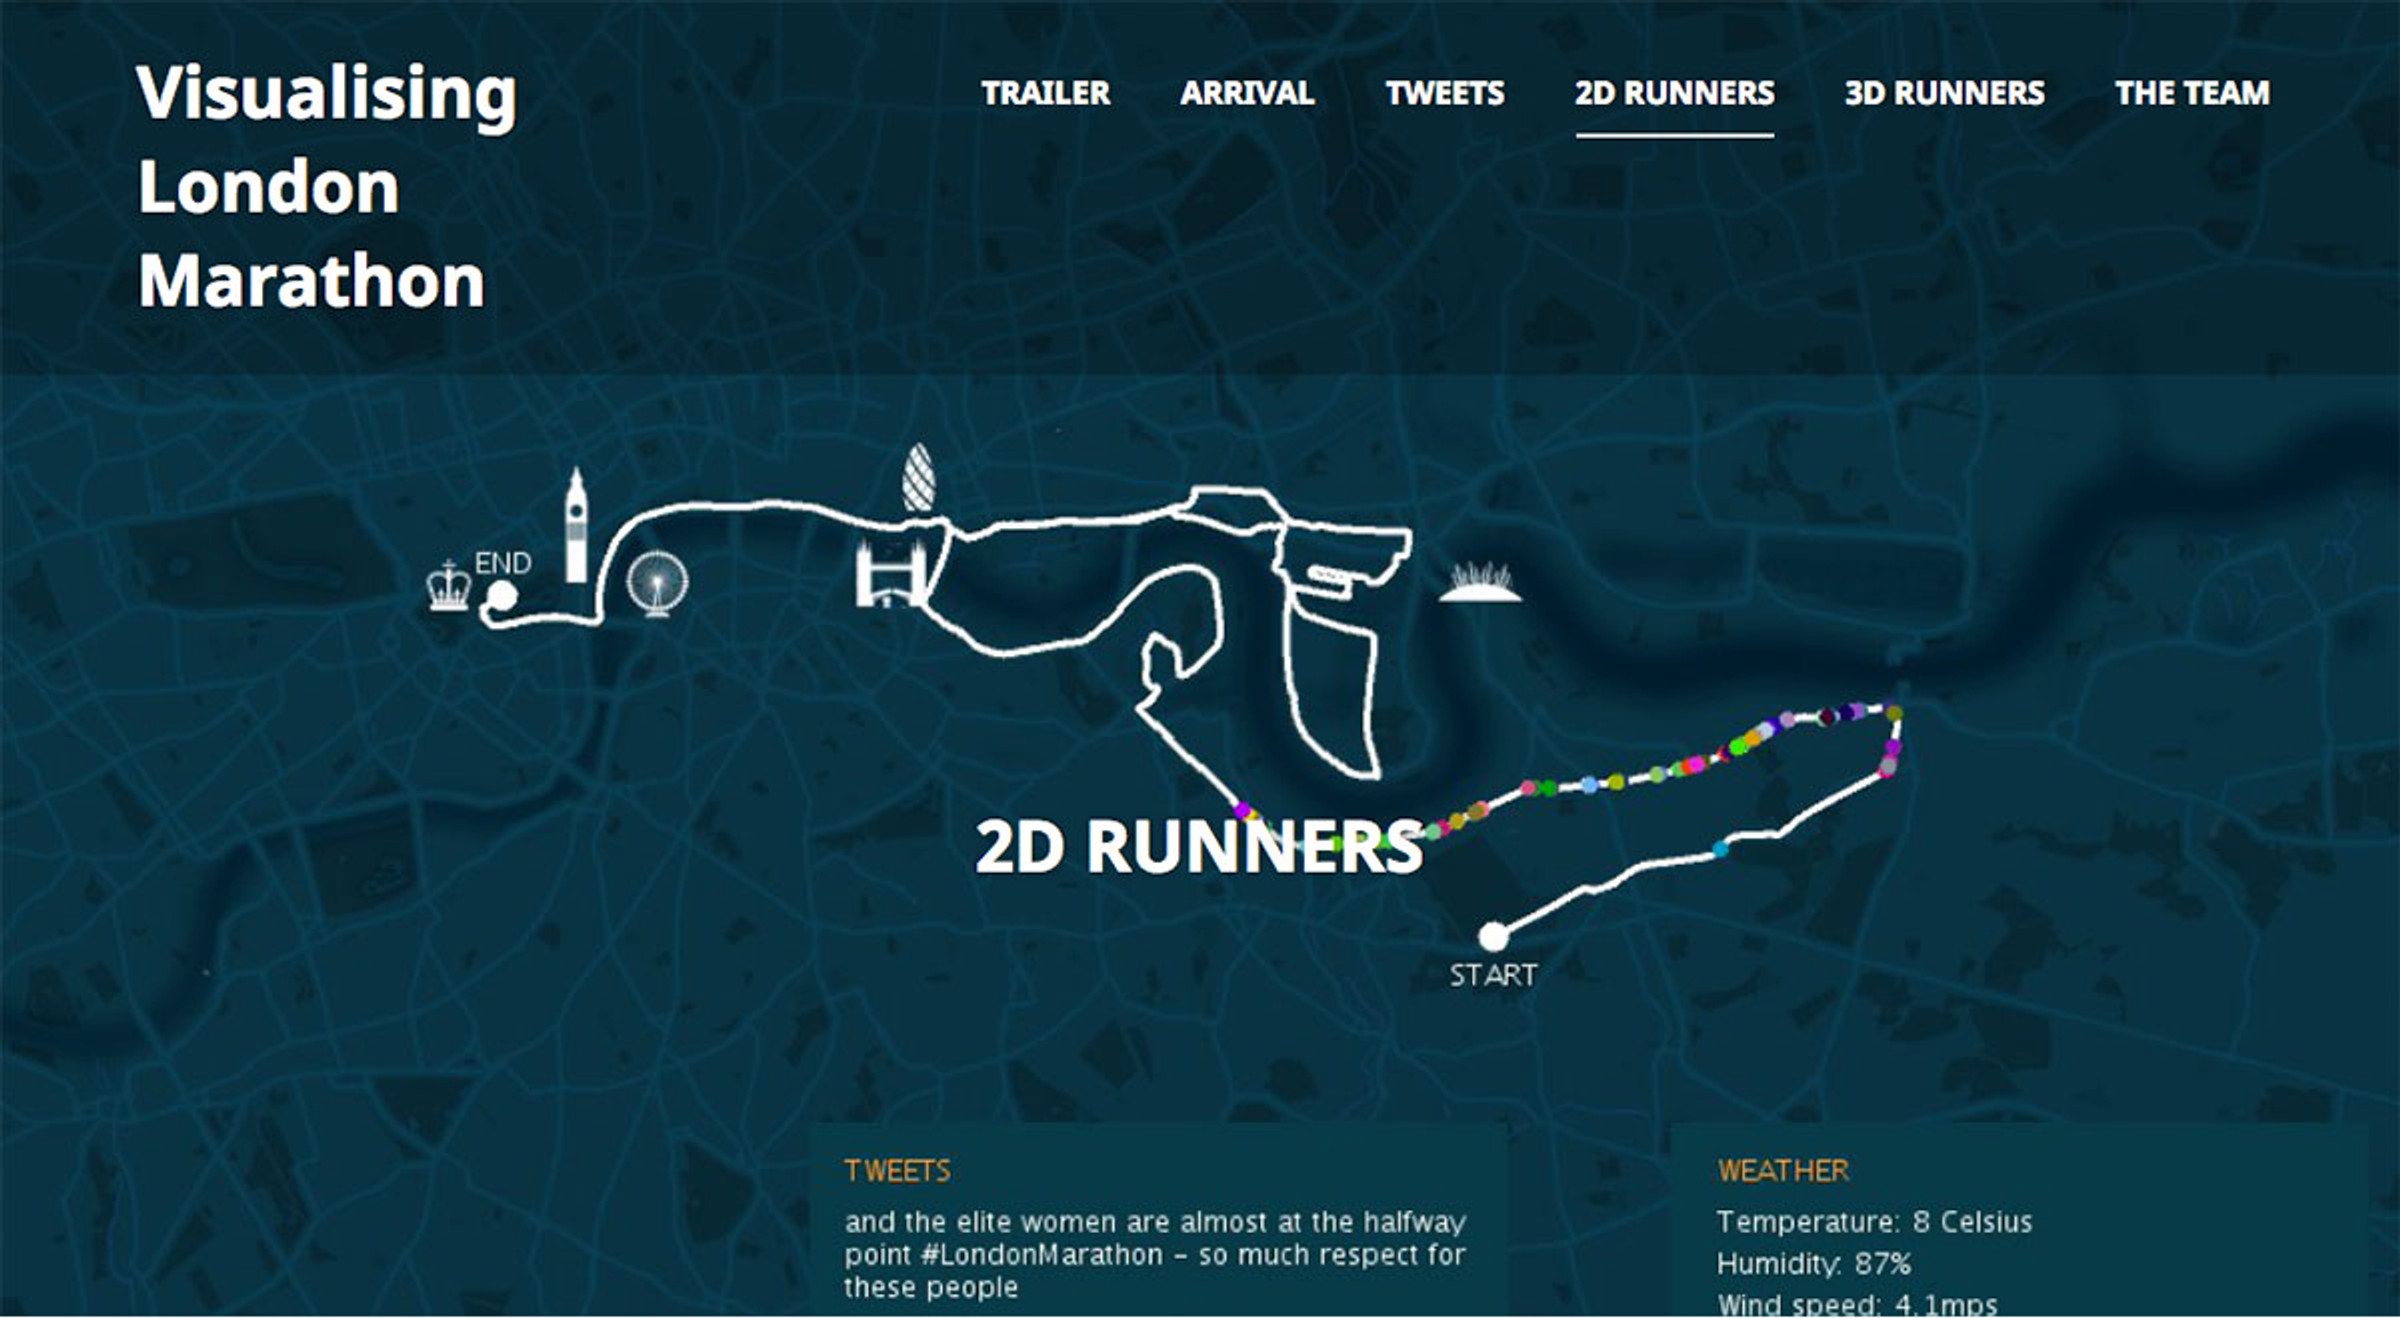 Visualising
London
Marathon
TRAILER
ARRIVAL
TWEETS
2D RUNNERS
3D RUNNERS
THE TEAM
END
2D RUNNERS
START
TWEETS
and the elite women are almost at the halfway
point #LondonMarathon – so much respect for
these people
WEATHER
Temperature: 8 Celsius
Humidity: 87%
Wind speed: 4.1mps